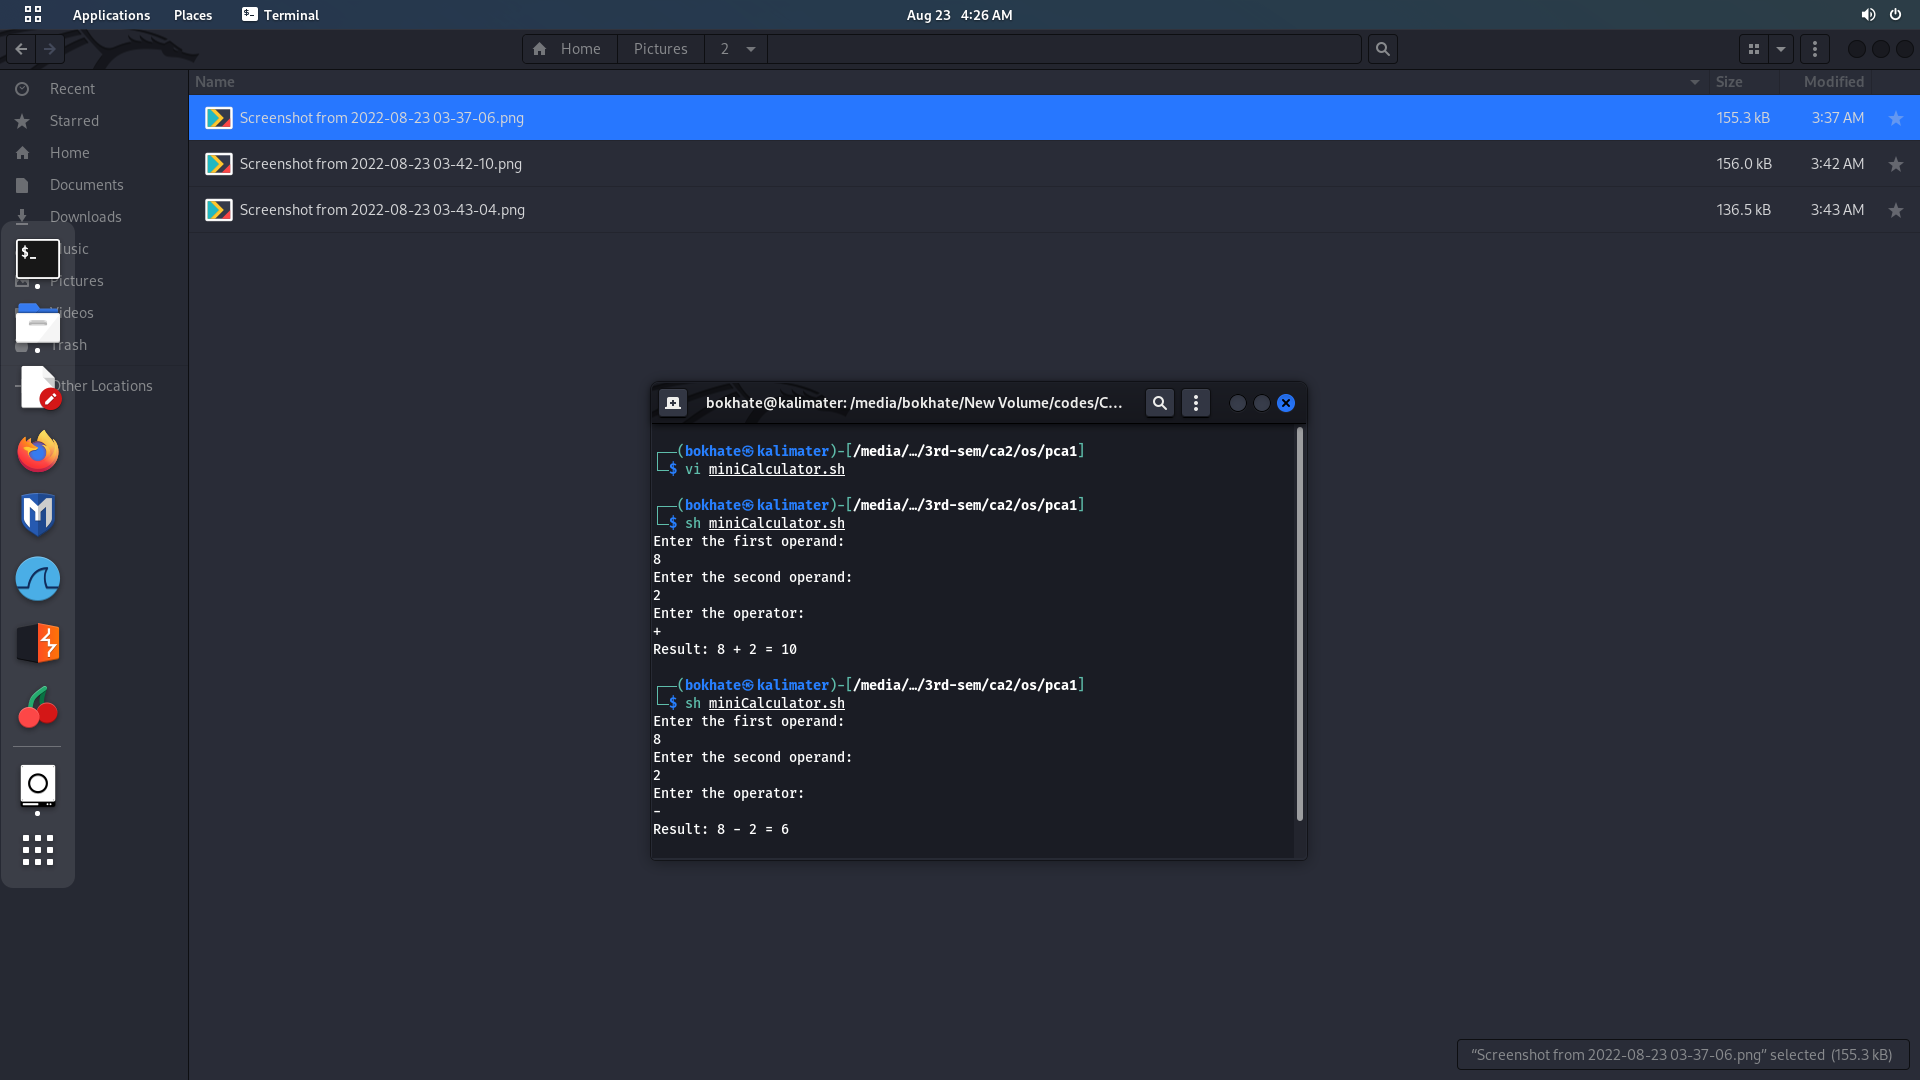 Applications Places Terminal Aug 23 4:26 AM
Home Pictures 2
Name Size Modified
Recent
Starred
Home
Documents
Downloads
usic
Pictures
ideos
Trash
Other Locations
Screenshot from 2022-08-23 03-37-06.png 155.3 kB 3:37 AM
Screenshot from 2022-08-23 03-42-10.png 156.0 kB 3:42 AM
Screenshot from 2022-08-23 03-43-04.png 136.5 kB 3:43 AM
$_
bokhate@kalimater: /media/bokhate/New Volume/codes/C...
┌──(bokhate㉿kalimater)-[/media/…/3rd-sem/ca2/os/pca1]
└─$ vi miniCalculator.sh
┌──(bokhate㉿kalimater)-[/media/…/3rd-sem/ca2/os/pca1]
└─$ sh miniCalculator.sh
Enter the first operand:
8
Enter the second operand:
2
Enter the operator:
+
Result: 8 + 2 = 10
┌──(bokhate㉿kalimater)-[/media/…/3rd-sem/ca2/os/pca1]
└─$ sh miniCalculator.sh
Enter the first operand:
8
Enter the second operand:
2
Enter the operator:
-
Result: 8 - 2 = 6
"Screenshot from 2022-08-23 03-37-06.png" selected (155.3 kB)